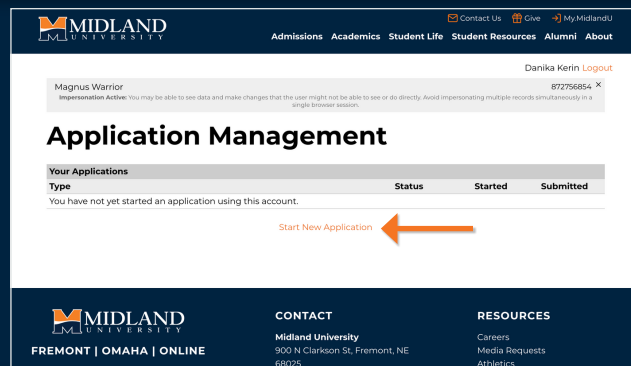 MIDLAND
UNIVERSITY
Contact Us Give My.MidlandU
Admissions Academics Student Life Student Resources Alumni About
Danika Kerin Logout
Magnus Warrior 872756854 ×
Impersonation Active: You may be able to see data and make changes that the user might not be able to see or do directly. Avoid impersonating multiple records simultaneously in a
single browser session.
Application Management
Your Applications
Type Status Started Submitted
You have not yet started an application using this account.
Start New Application
MIDLAND
UNIVERSITY
FREMONT | OMAHA | ONLINE
CONTACT
Midland University
900 N Clarkson St, Fremont, NE
68025
RESOURCES
Careers
Media Requests
Athletics